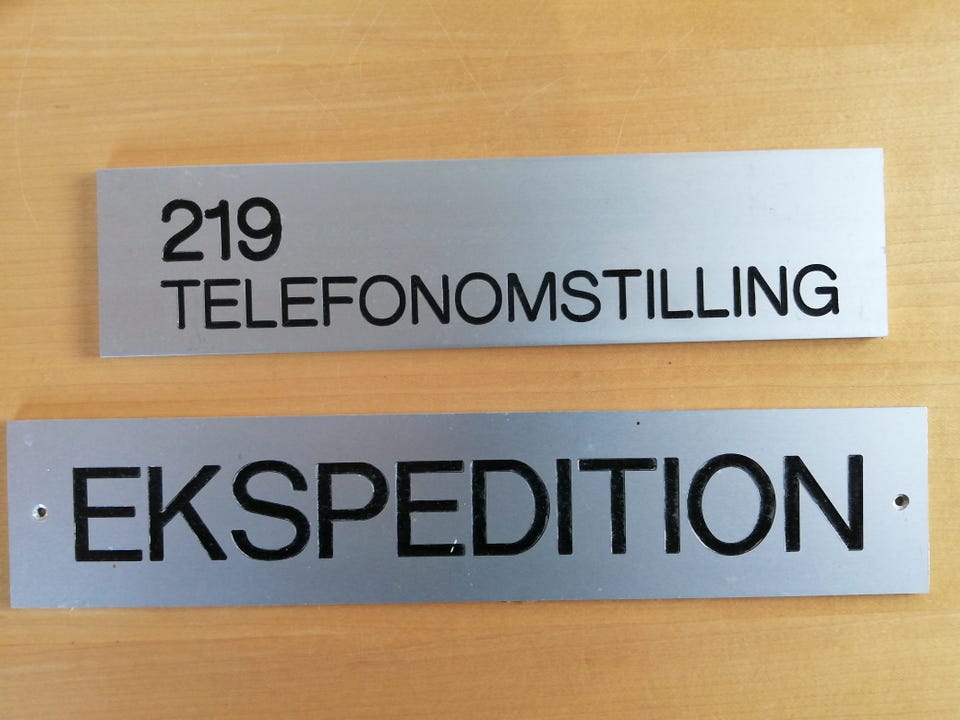 219
TELEFONOMSTILLING
EKSPEDITION